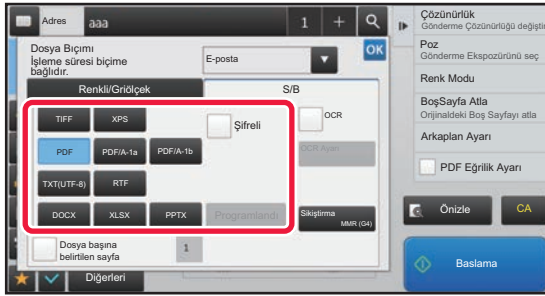 Adres
aaa
1
+
Dosya Bıçımı
İşleme süresi biçime
bağlıdır.
E-posta
OK
Renkli/Griölçek
S/B
TIFF
XPS
Şifreli
OCR
PDF
PDF/A-1a
PDF/A-1b
OCR Ayarı
TXT(UTF-8)
RTF
DOCX
XLSX
PPTX
Programlandı
Sıkıştırma
MMR (G4)
Dosya başına
belirtilen sayfa
1
Diğerleri
Çözünürlük
Gönderme Çözünürlüğü değiştir
Poz
Gönderme Ekspozürünü seç
Renk Modu
BoşSayfa Atla
Orijinaldeki Boş Sayfayı atla
Arkaplan Ayarı
PDF Eğrilik Ayarı
Önizle
CA
Baslama